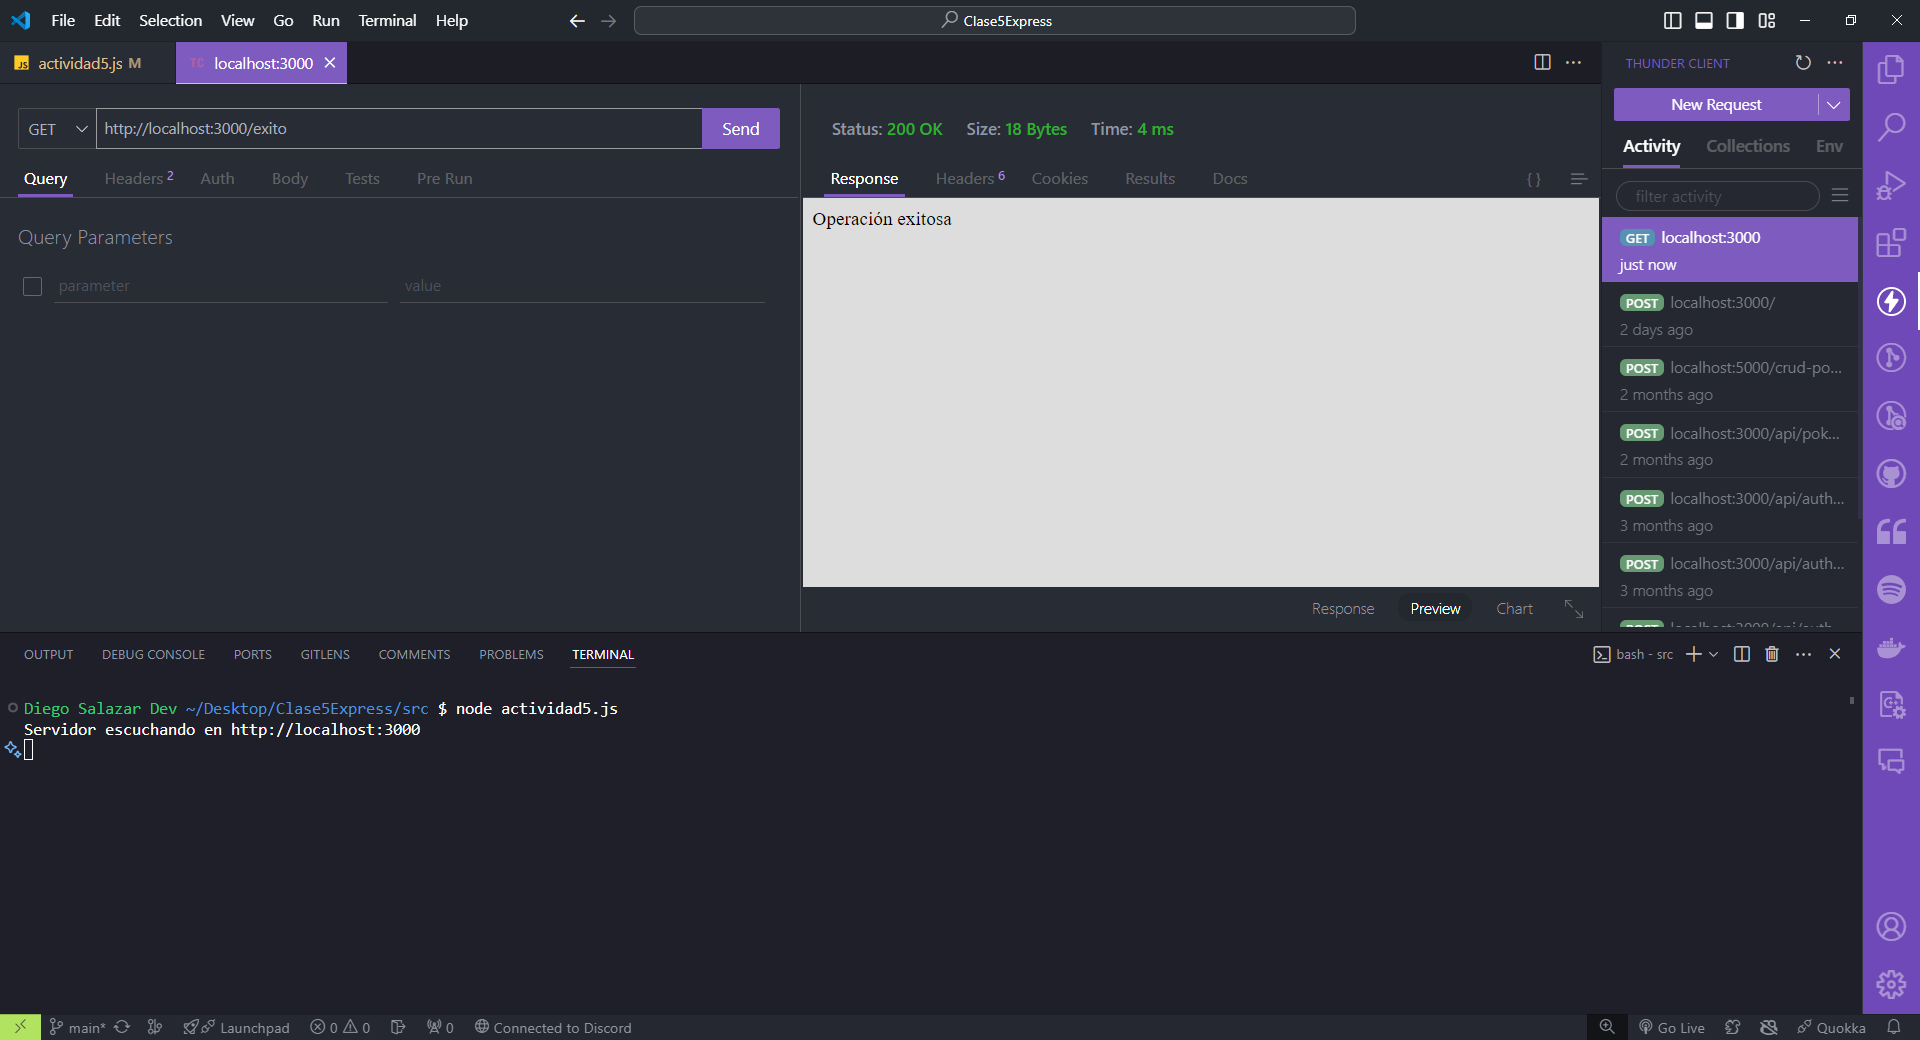 File Edit Selection View Go Run Terminal Help
Clase5Express
JS actividad5.js M
TC localhost:3000
THUNDER CLIENT
GET http://localhost:3000/exito Send
Status: 200 OK Size: 18 Bytes Time: 4 ms
New Request
Query Headers 2 Auth Body Tests Pre Run
Response Headers 6 Cookies Results Docs { }
Activity Collections Env
filter activity
Query Parameters
parameter value
Operación exitosa
Response Preview Chart
GET localhost:3000
just now
POST localhost:3000/
2 days ago
POST localhost:5000/crud-po...
2 months ago
POST localhost:3000/api/pok...
2 months ago
POST localhost:3000/api/auth...
3 months ago
POST localhost:3000/api/auth...
3 months ago
POST localhost:3000/api/auth...
OUTPUT DEBUG CONSOLE PORTS GITLENS COMMENTS PROBLEMS TERMINAL
bash - src
Diego Salazar Dev ~/Desktop/Clase5Express/src $ node actividad5.js
Servidor escuchando en http://localhost:3000
main* Launchpad 0 0 0 Connected to Discord
Go Live Quokka